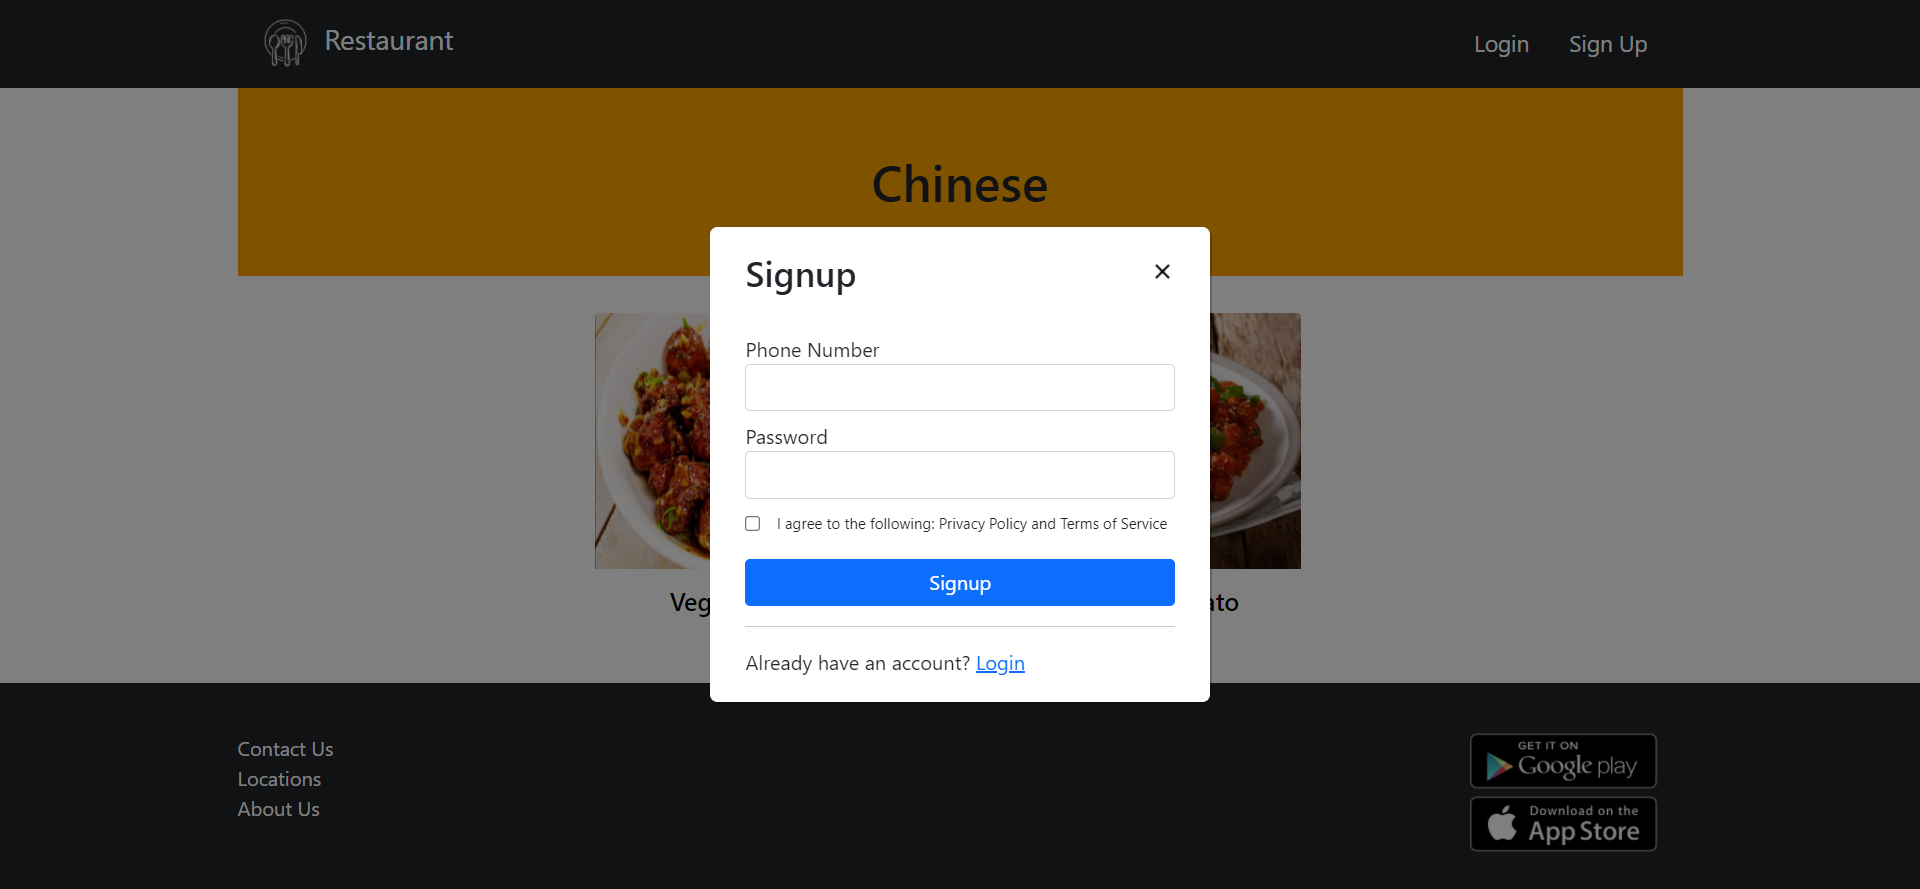 Restaurant
Login
Sign Up
Chinese
Signup
Phone Number
Password
I agree to the following: Privacy Policy and Terms of Service
Signup
Already have an account? Login
Contact Us
Locations
About Us
GET IT ON
Google play
Download on the
App Store